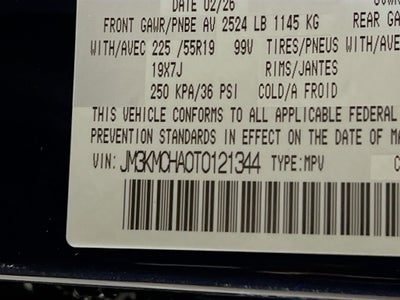 DATE 02/26
FRONT GAWR/PNBE AV 2524 LB 1145 KG REAR GA
WITH/AVEC 225 /55R19 99V TIRES/PNEUS WITH/AVE
19X7J RIMS/JANTES
250 KPA/36 PSI COLD/A FROID
THIS VEHICLE CONFORMS TO ALL APPLICABLE FEDERAL
PREVENTION STANDARDS IN EFFECT ON THE DATE OF MA
VIN: JM3KMCHA0T0121344 TYPE:MPV C